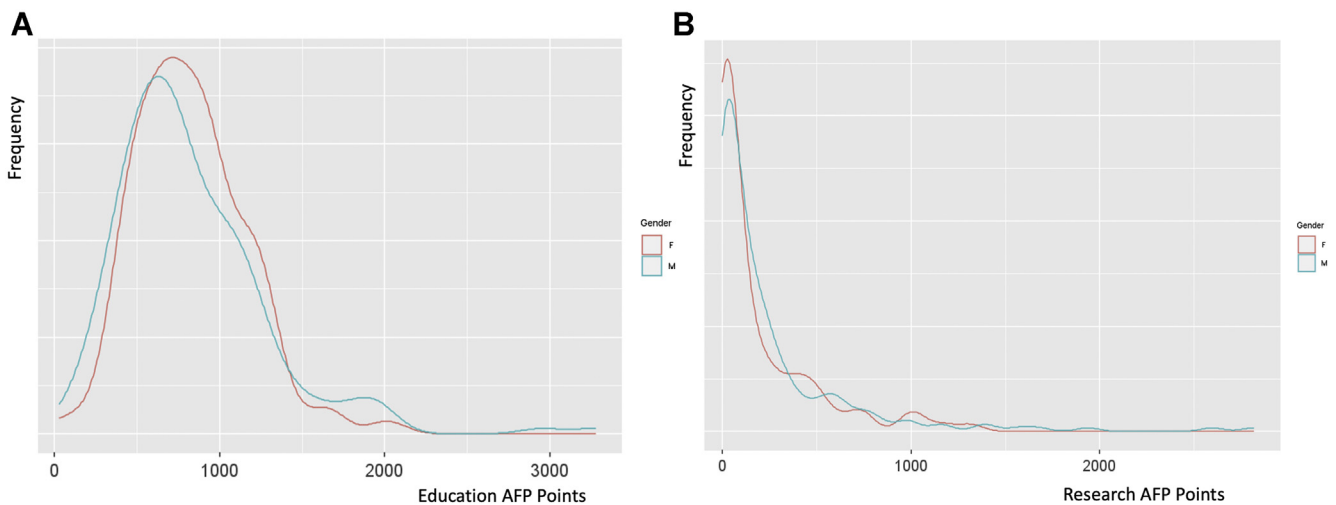 A
Frequency
0 1000 2000 3000
Education AFP Points
Gender
F
M
B
Frequency
0 1000 2000
Research AFP Points
Gender
F
M